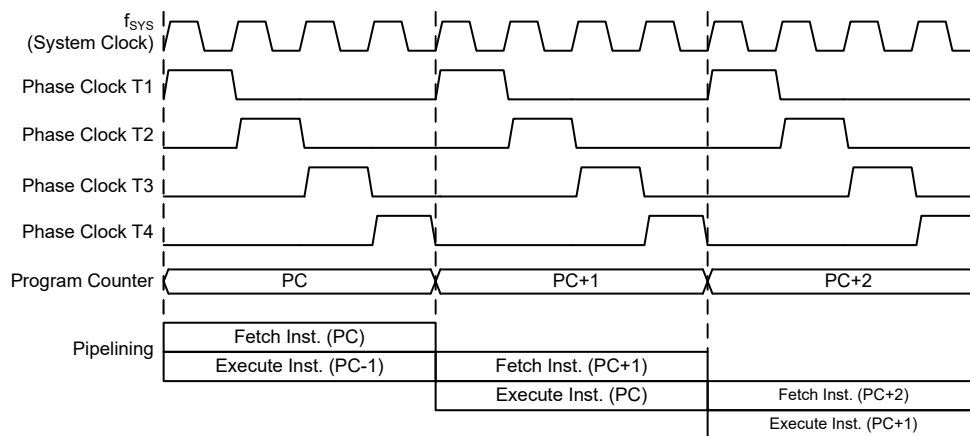 fSYS
(System Clock)
Phase Clock T1
Phase Clock T2
Phase Clock T3
Phase Clock T4
Program Counter PC PC+1 PC+2
Pipelining
Fetch Inst. (PC)
Execute Inst. (PC-1) Fetch Inst. (PC+1)
Execute Inst. (PC) Fetch Inst. (PC+2)
Execute Inst. (PC+1)